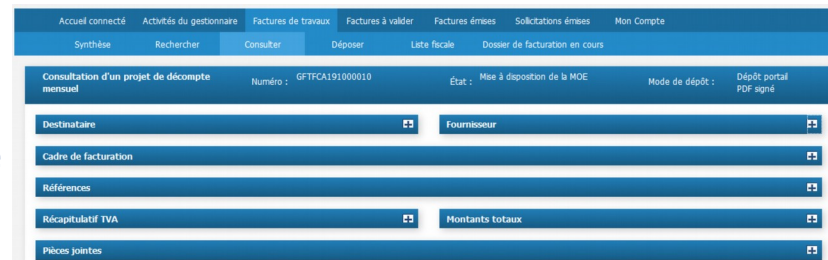 Accueil connecté Activités du gestionnaire Factures de travaux Factures à valider Factures émises Sollicitations émises Mon Compte
Synthèse Rechercher Consulter Déposer Liste fiscale Dossier de facturation en cours
Consultation d'un projet de décompte mensuel Numéro : GFTFCA191000010 État : Mise à disposition de la MOE Mode de dépôt : Dépôt portail PDF signé
Destinataire Fournisseur
Cadre de facturation
Références
Récapitulatif TVA Montants totaux
Pièces jointes